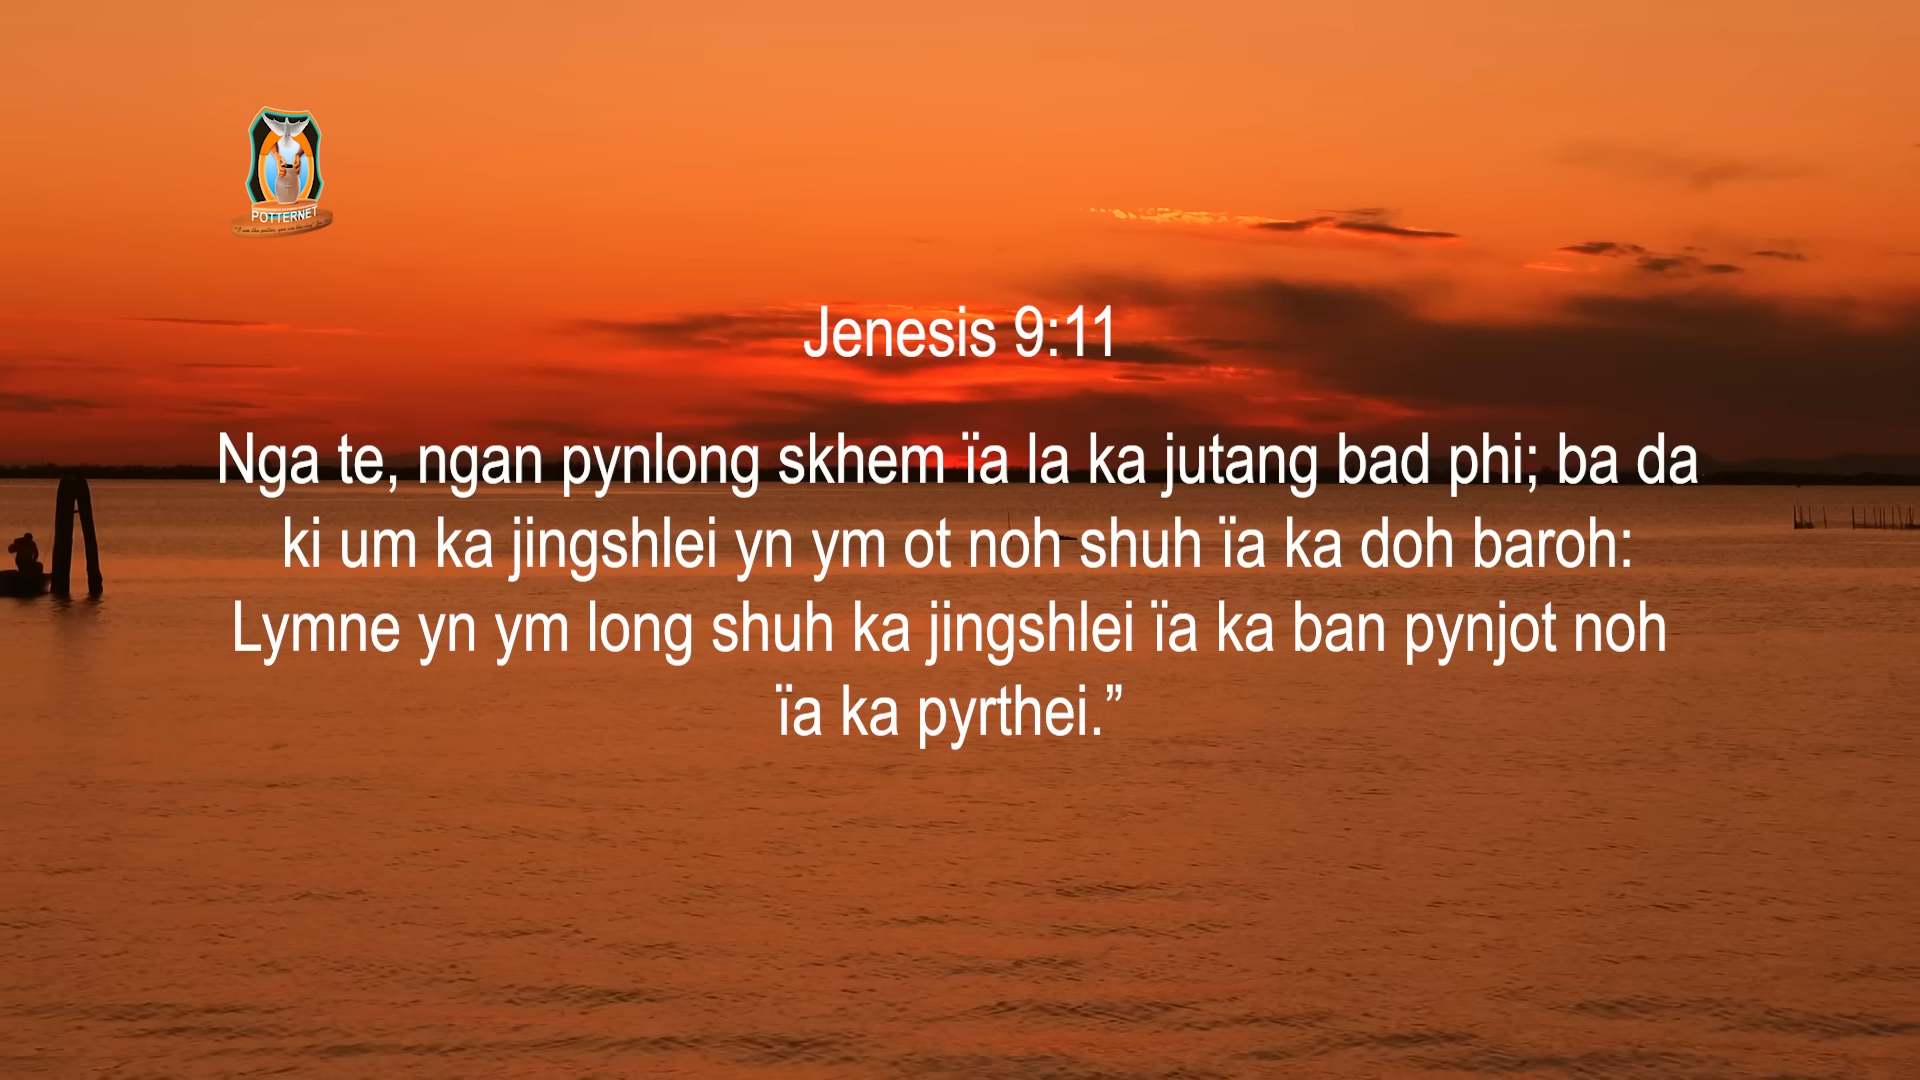 POTTERNET
Jenesis 9:11
Nga te, ngan pynlong skhem ïa la ka jutang bad phi; ba da
ki um ka jingshlei yn ym ot noh shuh ïa ka doh baroh:
Lymne yn ym long shuh ka jingshlei ïa ka ban pynjot noh
ïa ka pyrthei.”